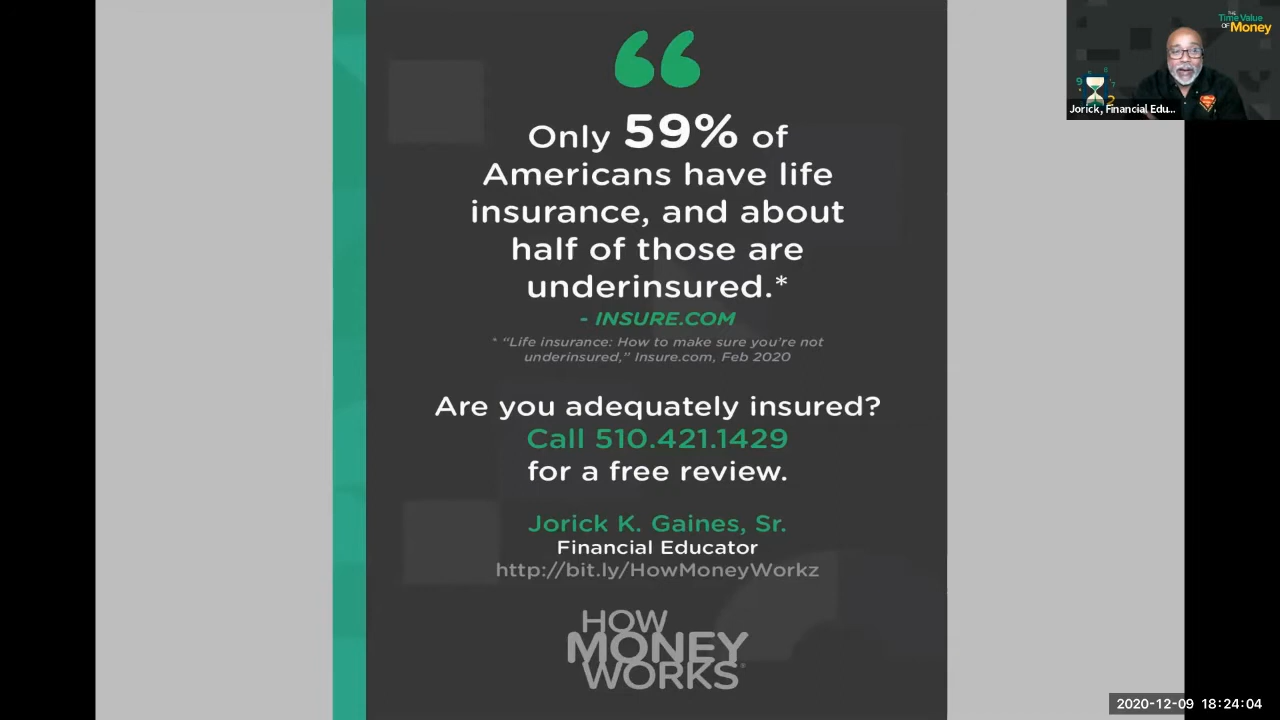 “
Only 59% of
Americans have life
insurance, and about
half of those are
underinsured.*
- INSURE.COM
* “Life insurance: How to make sure you’re not
underinsured,” Insure.com, Feb 2020
Are you adequately insured?
Call 510.421.1429
for a free review.
Jorick K. Gaines, Sr.
Financial Educator
http://bit.ly/HowMoneyWorkz
HOW
MONEY
WORKS
THE
Time Value
OF Money
Jorick, Financial Edu...
2020-12-09 18:24:04